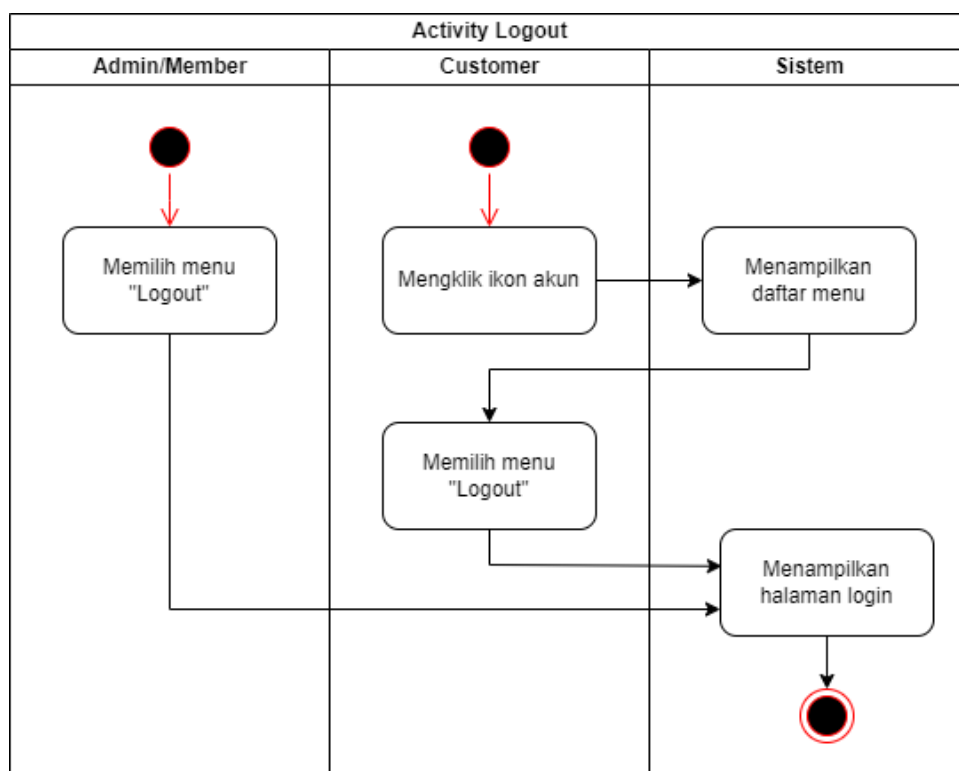 Activity Logout
Admin/Member
Customer
Sistem
Memilih menu
"Logout"
Mengklik ikon akun
Menampilkan
daftar menu
Memilih menu
"Logout"
Menampilkan
halaman login